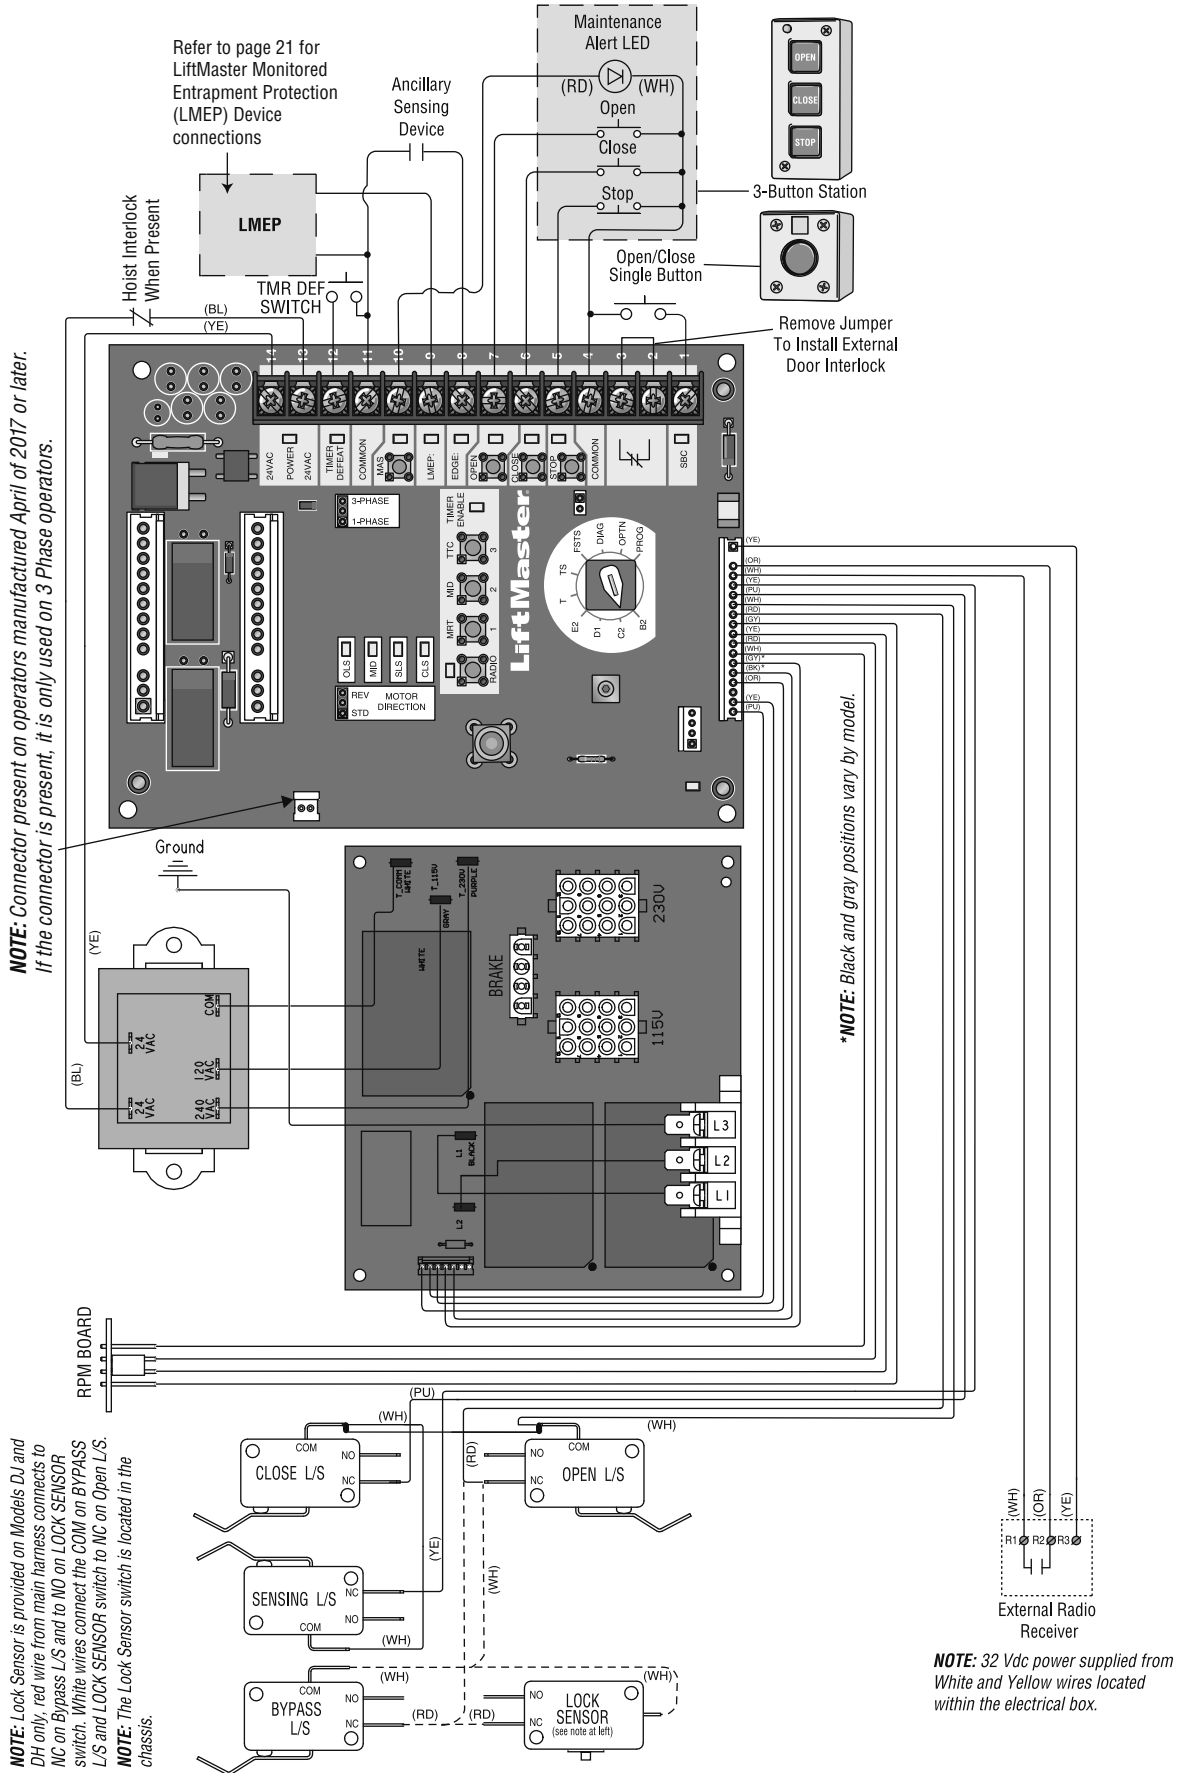 Refer to page 21 for
LiftMaster Monitored
Entrapment Protection
(LMEP) Device
connections
Ancillary
Sensing
Device
Maintenance
Alert LED
(RD)
(WH)
Open
Close
Stop
OPEN
CLOSE
STOP
3-Button Station
LMEP
Hoist Interlock
When Present
TMR DEF
SWITCH
Open/Close
Single Button
(BL)
(YE)
Remove Jumper
To Install External
Door Interlock
NOTE: Connector present on operators manufactured April of 2017 or later.
If the connector is present, it is only used on 3 Phase operators.
14
13
12
11
10
9
8
7
6
5
4
3
2
1
24VAC
POWER
24VAC
TIMER
DEFEAT
COMMON
MAS
LMEP:
EDGE:
OPEN
CLOSE
STOP
COMMON
SBC
3-PHASE
1-PHASE
TIMER
ENABLE
TTC
3
MID
2
MRT
1
RADIO
LiftMaster
FSTS
DIAG
OPTN
PROG
TS
T
E2
D1
C2
B2
OLS
MID
SLS
CLS
REV
STD
MOTOR
DIRECTION
(YE)
(OR)
(WH)
(YE)
(PU)
(WH)
(RD)
(GY)
(YE)
(RD)
(WH)
(GY)*
(BK)*
(OR)
(YE)
(PU)
*NOTE: Black and gray positions vary by model.
Ground
(YE)
(BL)
COM
24
VAC
120
VAC
24
VAC
240
VAC
T_COMM
WHITE
T_115V
GRAY
T_230V
PURPLE
WHITE
BRAKE
230V
115V
L1
BLACK
L2
L3
L2
L1
RPM BOARD
(PU)
(WH)
(WH)
COM
NO
NC
CLOSE L/S
(RD)
COM
NO
NC
OPEN L/S
(YE)
(WH)
SENSING L/S
NC
NO
COM
(WH)
(WH)
(WH)
COM
NO
NC
BYPASS
L/S
(RD)
(RD)
NO
NC
LOCK
SENSOR
(see note at left)
(WH)
(OR)
(YE)
R1
R2
R3
External Radio
Receiver
NOTE: 32 Vdc power supplied from
White and Yellow wires located
within the electrical box.
NOTE: Lock Sensor is provided on Models DJ and
DH only, red wire from main harness connects to
NC on Bypass L/S and to NO on LOCK SENSOR
switch. White wires connect the COM on BYPASS
L/S and LOCK SENSOR switch to NC on Open L/S.
NOTE: The Lock Sensor switch is located in the
chassis.